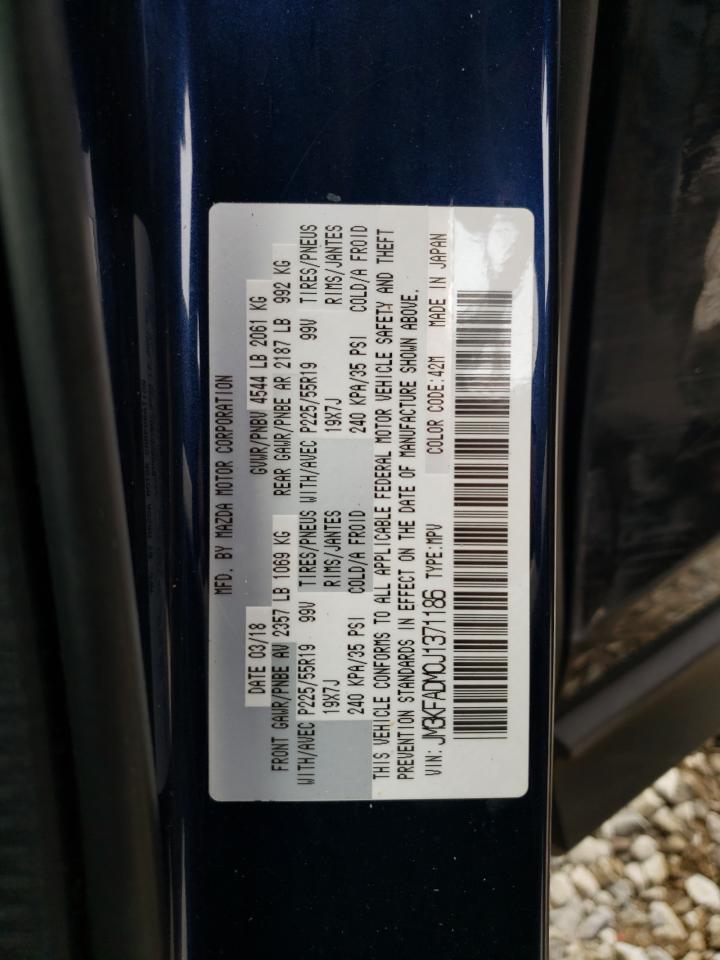 MFD. BY MAZDA MOTOR CORPORATION
DATE 03/18 GVWR/PNBV 4544 LB 2061 KG
FRONT GAWR/PNBE AV 2357 LB 1069 KG REAR GAWR/PNBE AR 2187 LB 992 KG
WITH/AVEC P225/55R19 99V TIRES/PNEUS WITH/AVEC P225/55R19 99V TIRES/PNEUS
19X7J RIMS/JANTES 19X7J RIMS/JANTES
240 KPA/35 PSI COLD/A FROID 240 KPA/35 PSI COLD/A FROID
THIS VEHICLE CONFORMS TO ALL APPLICABLE FEDERAL MOTOR VEHICLE SAFETY AND THEFT
PREVENTION STANDARDS IN EFFECT ON THE DATE OF MANUFACTURE SHOWN ABOVE.
VIN: JM3KFADM0J1371186 TYPE:MPV COLOR CODE:42M MADE IN JAPAN